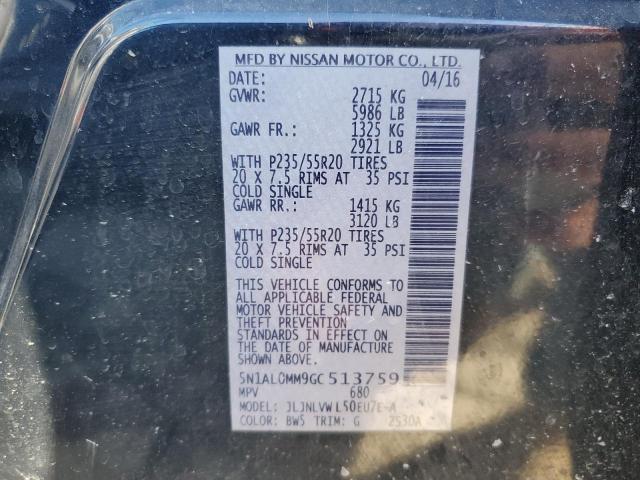 MFD BY NISSAN MOTOR CO., LTD.
DATE: 04/16
GVWR: 2715 KG
5986 LB
GAWR FR.: 1325 KG
2921 LB
WITH P235/55R20 TIRES
20 X 7.5 RIMS AT 35 PSI
COLD SINGLE
GAWR RR.: 1415 KG
3120 LB
WITH P235/55R20 TIRES
20 X 7.5 RIMS AT 35 PSI
COLD SINGLE
THIS VEHICLE CONFORMS TO
ALL APPLICABLE FEDERAL
MOTOR VEHICLE SAFETY AND
THEFT PREVENTION
STANDARDS IN EFFECT ON
THE DATE OF MANUFACTURE
SHOWN ABOVE.
5N1AL0MM9GC513759
MPV 680
MODEL: JLJNLVWL50EU7E-A
COLOR: BW5 TRIM: G 2530A